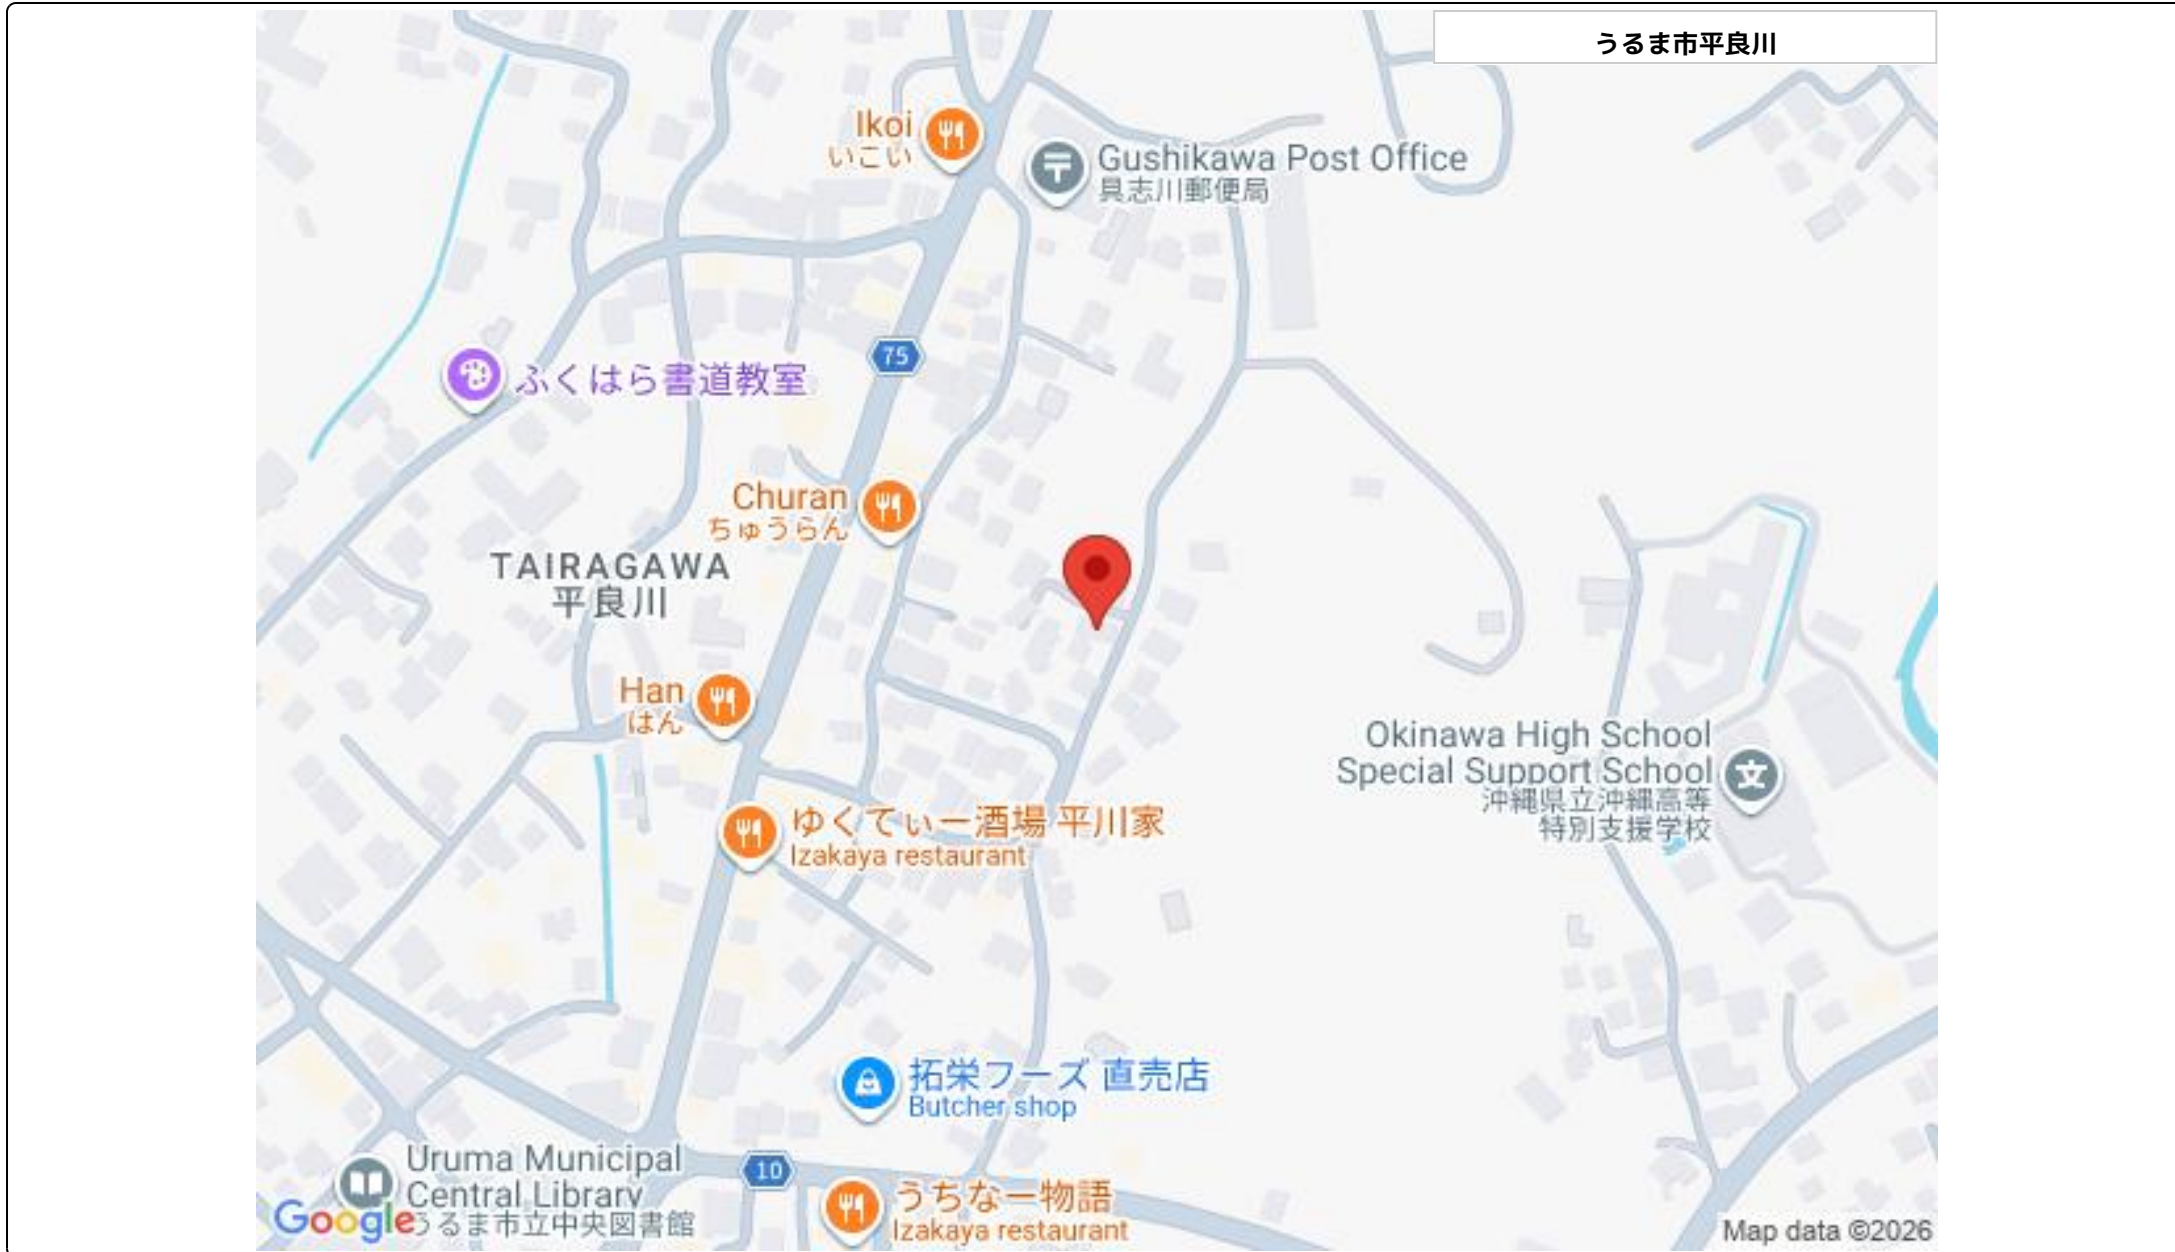 うるま市平良川
Ikoi
いこい
Gushikawa Post Office
具志川郵便局
75
ふくはら書道教室
Churan
ちゅうらん
TAIRAGAWA
平良川
Han
はん
Okinawa High School
Special Support School
沖縄県立沖縄高等
特別支援学校
ゆくてぃー酒場 平川家
Izakaya restaurant
拓栄フーズ 直売店
Butcher shop
Uruma Municipal
Central Library
うるま市立中央図書館
10
うちなー物語
Izakaya restaurant
Google
Map data ©2026